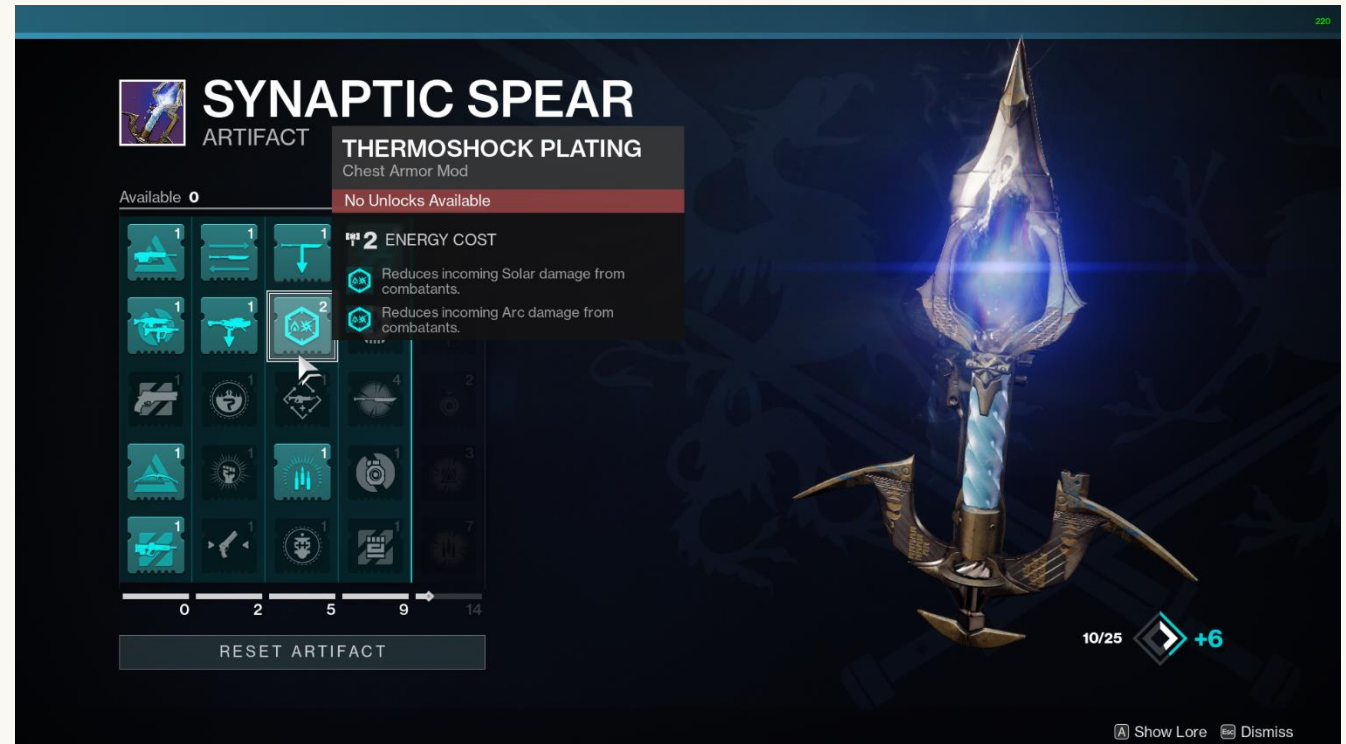 220
SYNAPTIC SPEAR
ARTIFACT
THERMOSHOCK PLATING
Chest Armor Mod
Available 0
No Unlocks Available
2 ENERGY COST
Reduces incoming Solar damage from
combatants.
Reduces incoming Arc damage from
combatants.
1 1 1
1 1 2
1 1 1 4 2
1 1 1 1 3
1 1 1 1 7
0 2 5 9 14
RESET ARTIFACT
10/25 +6
A Show Lore Esc Dismiss